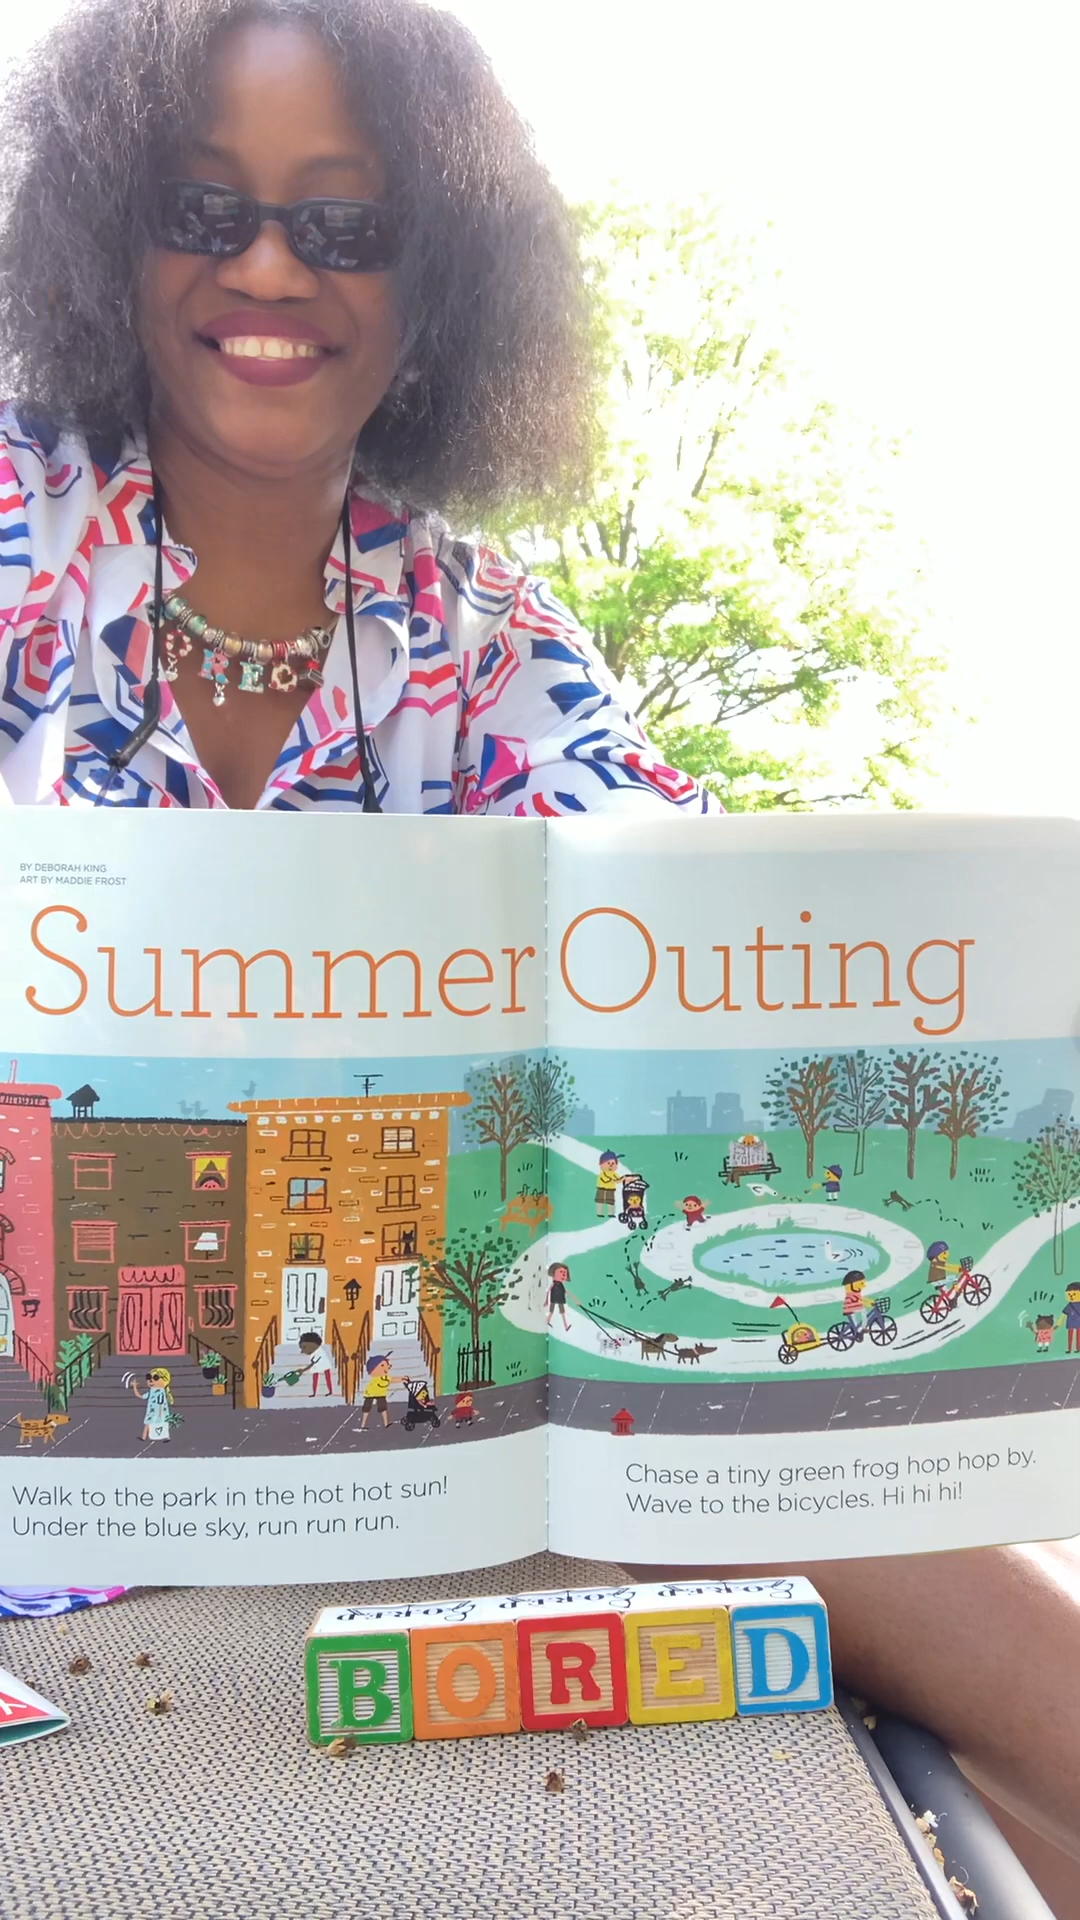 BY DEBORAH KING
ART BY MADDIE FROST
Summer Outing
Walk to the park in the hot hot sun!
Under the blue sky, run run run.
Chase a tiny green frog hop hop by.
Wave to the bicycles. Hi hi hi!
BORED